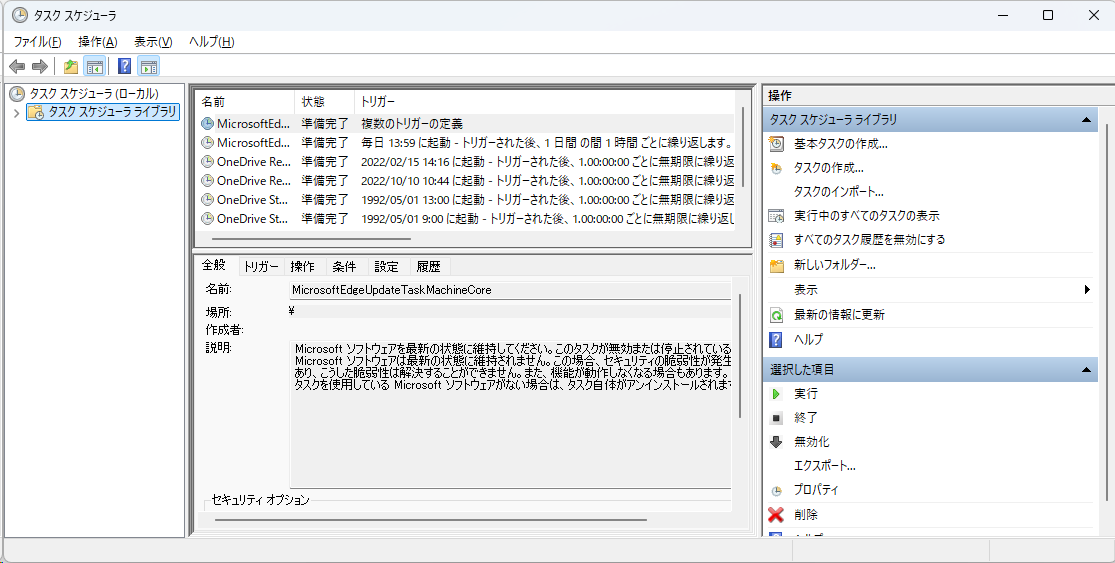 タスク スケジューラ
ファイル(F) 操作(A) 表示(V) ヘルプ(H)
タスク スケジューラ (ローカル)
タスク スケジューラ ライブラリ
名前 状態 トリガー
MicrosoftEd... 準備完了 複数のトリガーの定義
MicrosoftEd... 準備完了 毎日 13:59 に起動 - トリガーされた後、1 日間 の間 1 時間 ごとに繰り返します。
OneDrive Re... 準備完了 2022/02/15 14:16 に起動 - トリガーされた後、1.00:00:00 ごとに無期限に繰り返
OneDrive Re... 準備完了 2022/10/10 10:44 に起動 - トリガーされた後、1.00:00:00 ごとに無期限に繰り返
OneDrive St... 準備完了 1992/05/01 13:00 に起動 - トリガーされた後、1.00:00:00 ごとに無期限に繰り返
OneDrive St... 準備完了 1992/05/01 9:00 に起動 - トリガーされた後、1.00:00:00 ごとに無期限に繰り返し
全般 トリガー 操作 条件 設定 履歴
名前: MicrosoftEdgeUpdateTaskMachineCore
場所: ¥
作成者:
説明: Microsoft ソフトウェアを最新の状態に維持してください。このタスクが無効または停止されている
Microsoft ソフトウェアは最新の状態に維持されません。この場合、セキュリティの脆弱性が発生
あり、こうした脆弱性は解決することができません。また、機能が動作しなくなる場合もあります。
タスクを使用している Microsoft ソフトウェアがない場合は、タスク自体がアンインストールされます
セキュリティ オプション
操作
タスク スケジューラ ライブラリ
基本タスクの作成...
タスクの作成...
タスクのインポート...
実行中のすべてのタスクの表示
すべてのタスク履歴を無効にする
新しいフォルダー...
表示
最新の情報に更新
ヘルプ
選択した項目
実行
終了
無効化
エクスポート...
プロパティ
削除